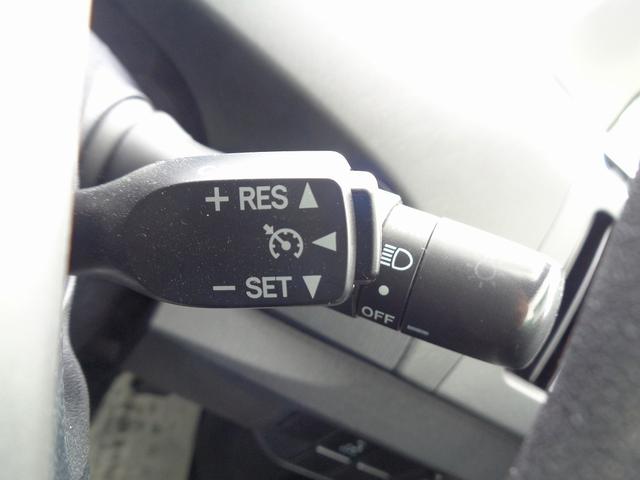 + RES
- SET
OFF